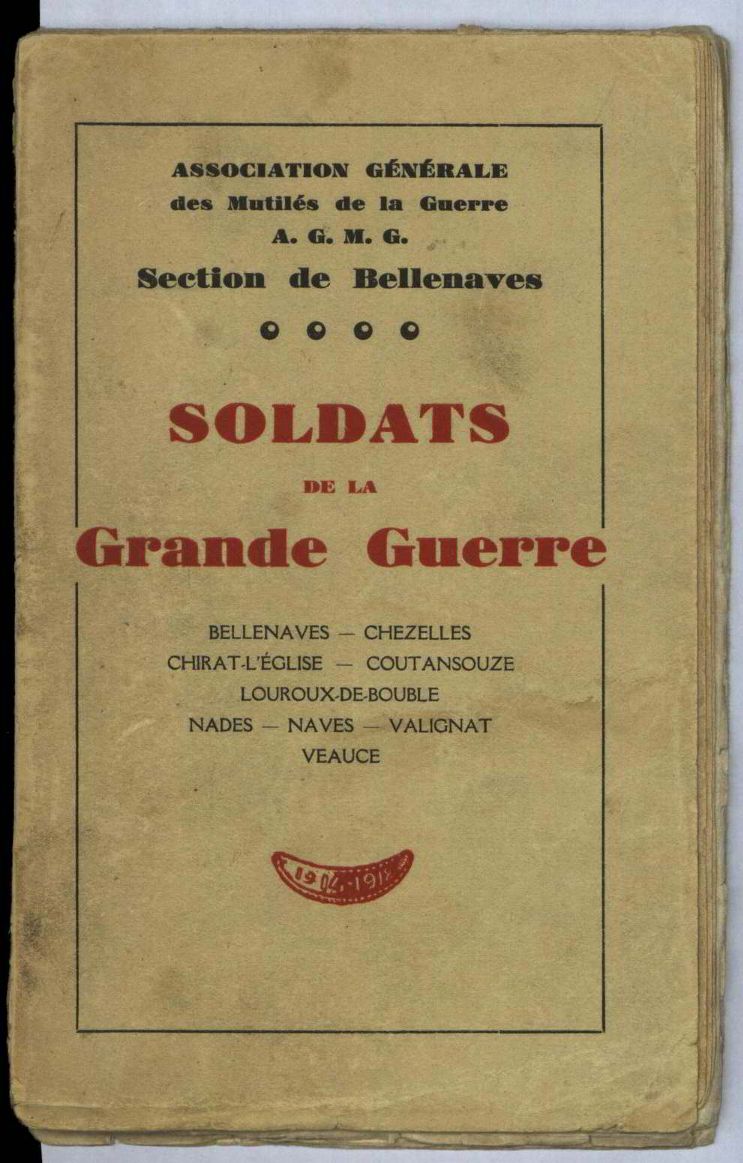 ASSOCIATION GÉNÉRALE
des Mutilés de la Guerre
A. G. M. G.
Section de Bellenaves
SOLDATS
DE LA
Grande Guerre
BELLENAVES — CHEZELLES
CHIRAT-L'ÉGLISE — COUTANSOUZE
LOUROUX-DE-BOUBLE
NADES — NAVES — VALIGNAT
VEAUCE